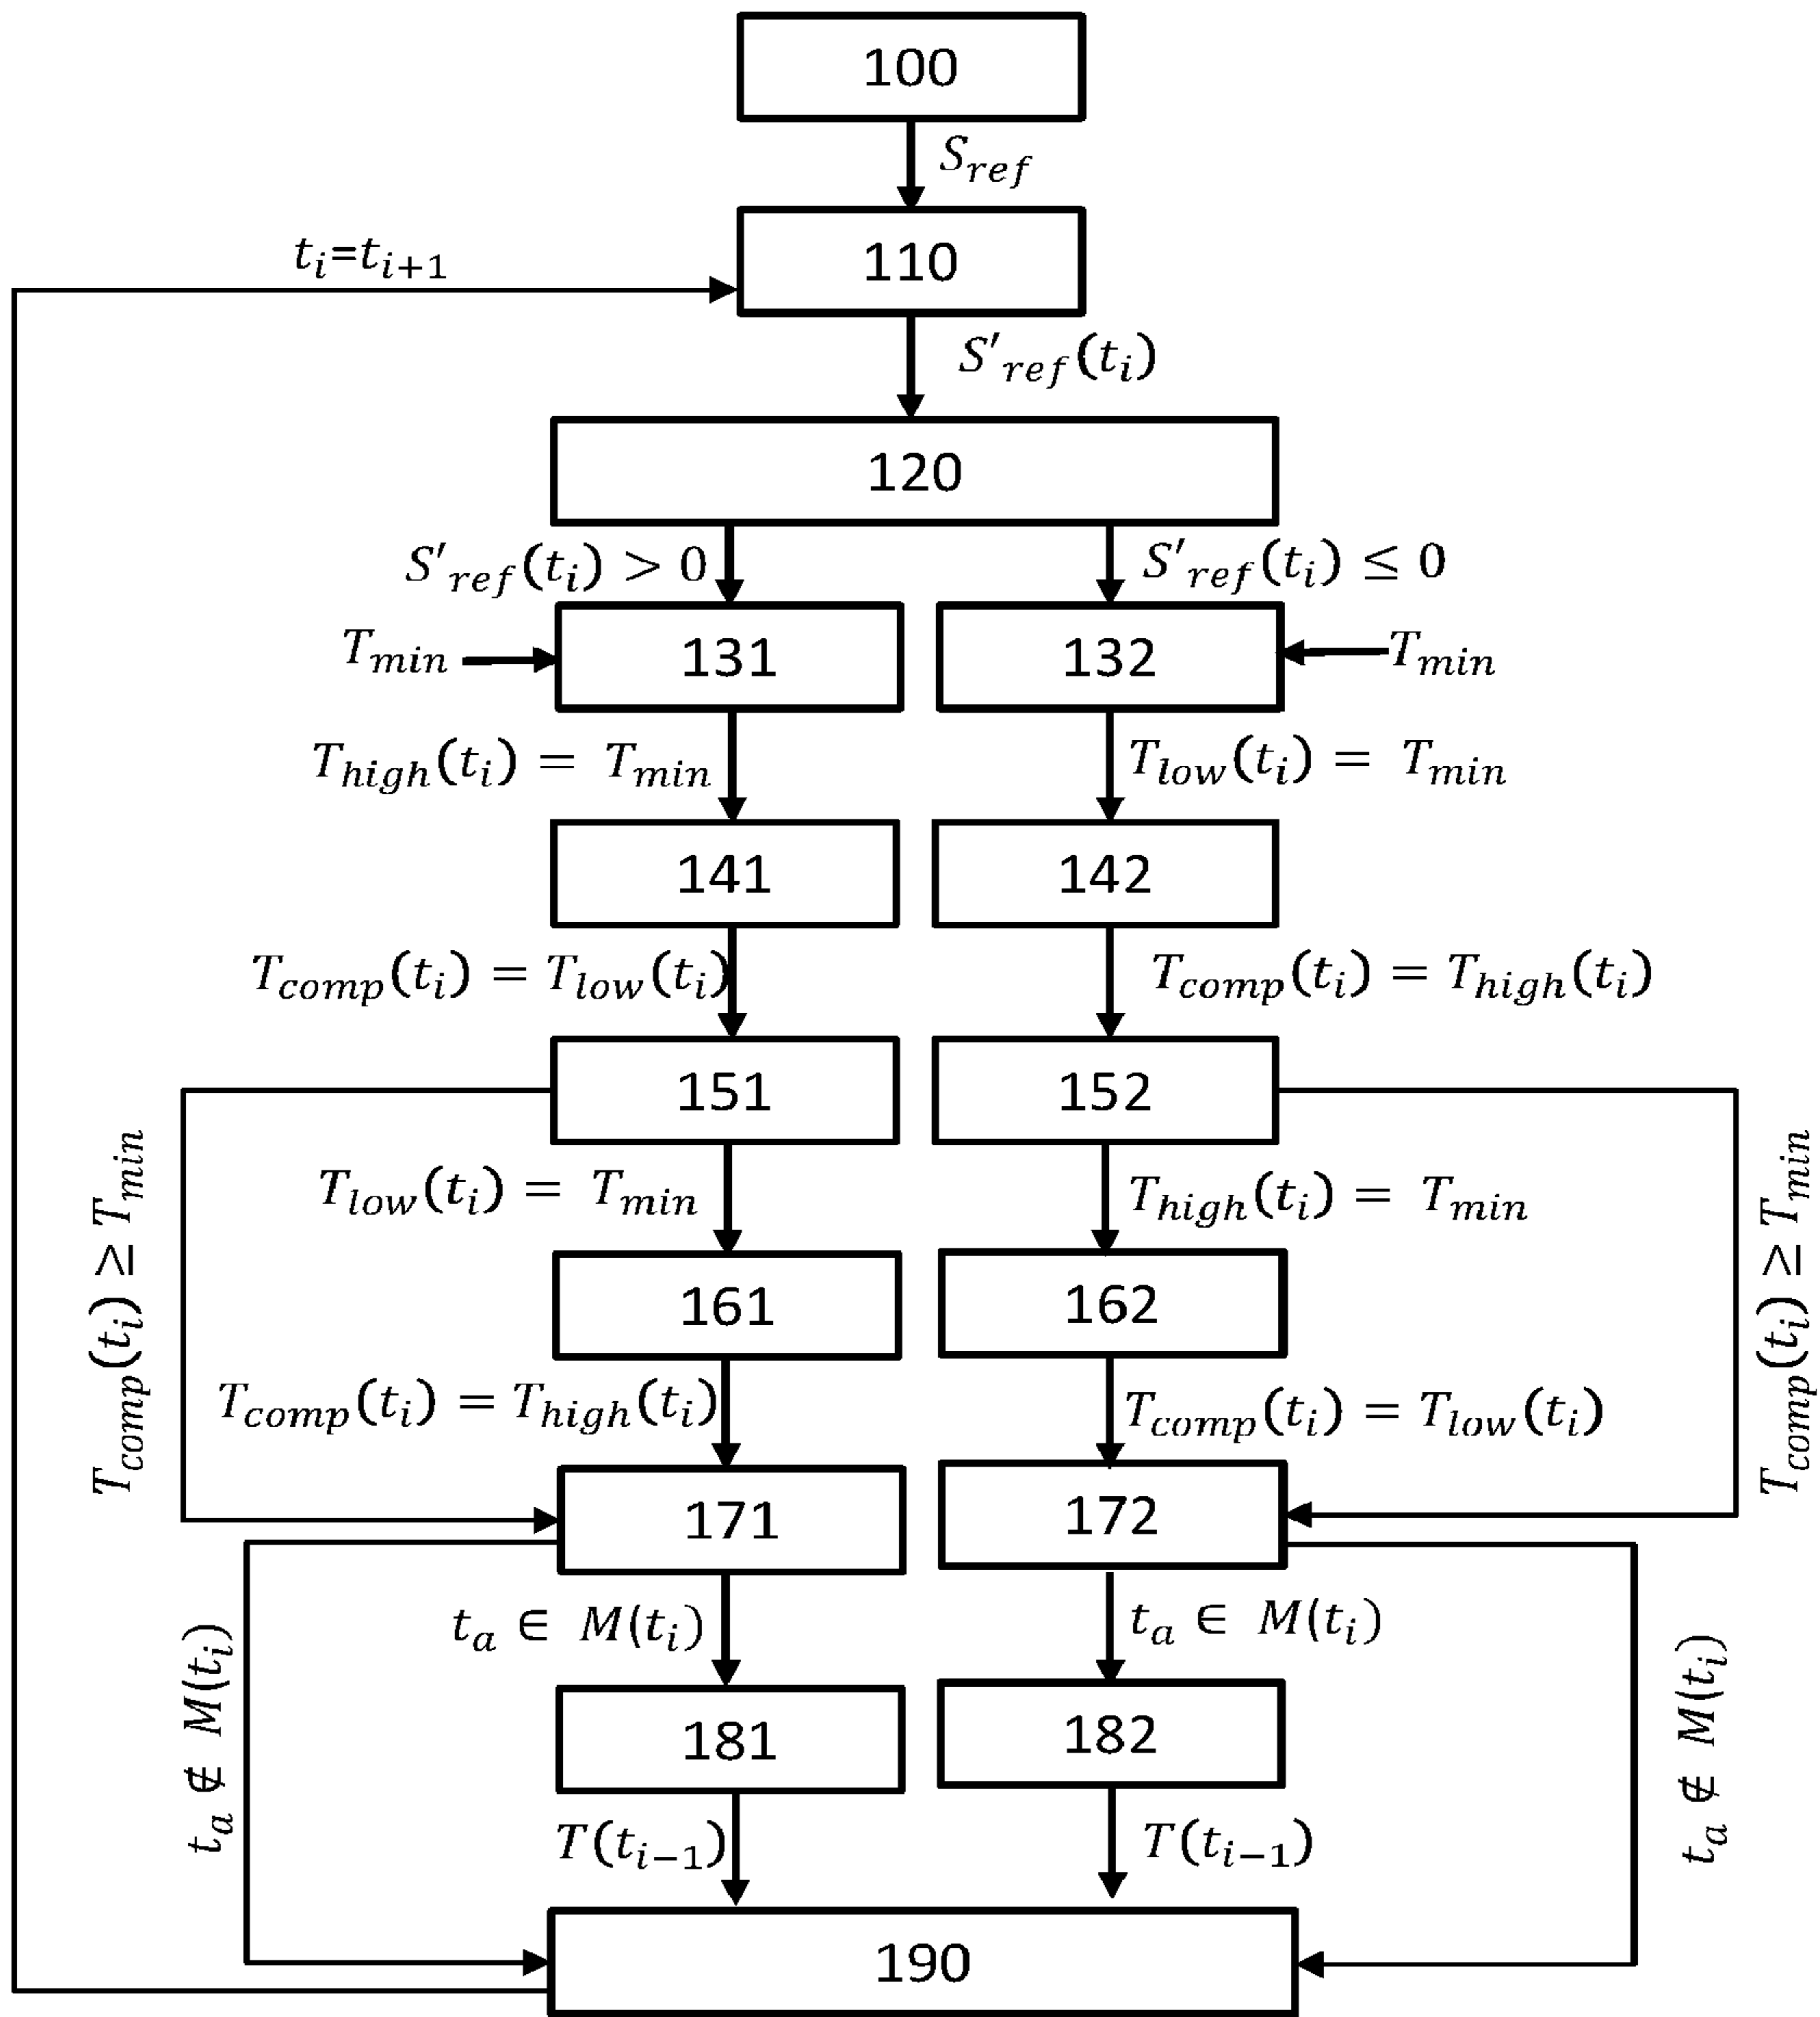 100
S_ref
110
t_i=t_{i+1}
S'_ref(t_i)
120
S'_ref(t_i) > 0
S'_ref(t_i) ≤ 0
T_min
131
132
T_min
T_high(t_i) = T_min
T_low(t_i) = T_min
141
142
T_comp(t_i) = T_low(t_i)
T_comp(t_i) = T_high(t_i)
151
152
T_comp(t_i) ≥ T_min
T_low(t_i) = T_min
T_high(t_i) = T_min
T_comp(t_i) ≥ T_min
161
162
T_comp(t_i) = T_high(t_i)
T_comp(t_i) = T_low(t_i)
171
172
t_a ∉ M(t_i)
t_a ∈ M(t_i)
t_a ∈ M(t_i)
t_a ∉ M(t_i)
181
182
T(t_{i−1})
T(t_{i−1})
190